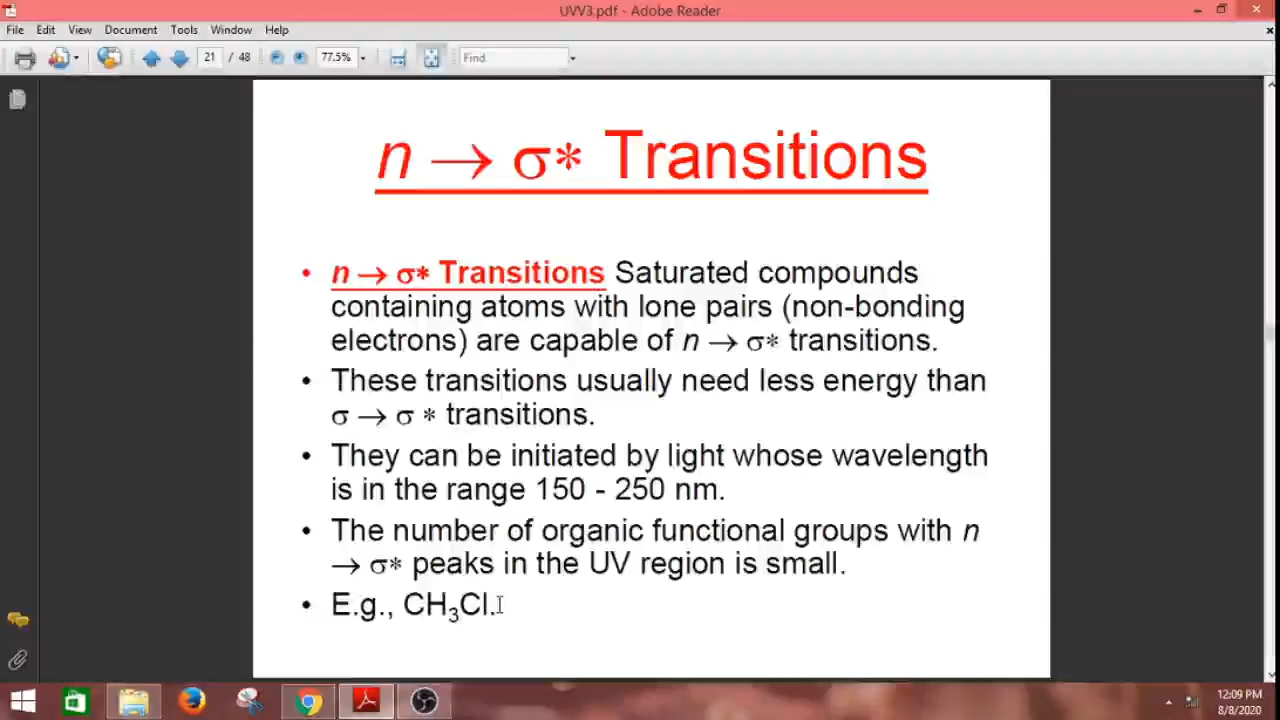 UVV3.pdf - Adobe Reader
File Edit View Document Tools Window Help
21 / 48 77.5% Find
n → σ* Transitions
• n → σ* Transitions Saturated compounds
containing atoms with lone pairs (non-bonding
electrons) are capable of n → σ* transitions.
• These transitions usually need less energy than
σ → σ * transitions.
• They can be initiated by light whose wavelength
is in the range 150 - 250 nm.
• The number of organic functional groups with n
→ σ* peaks in the UV region is small.
• E.g., CH₃Cl.
12:09 PM
8/8/2020